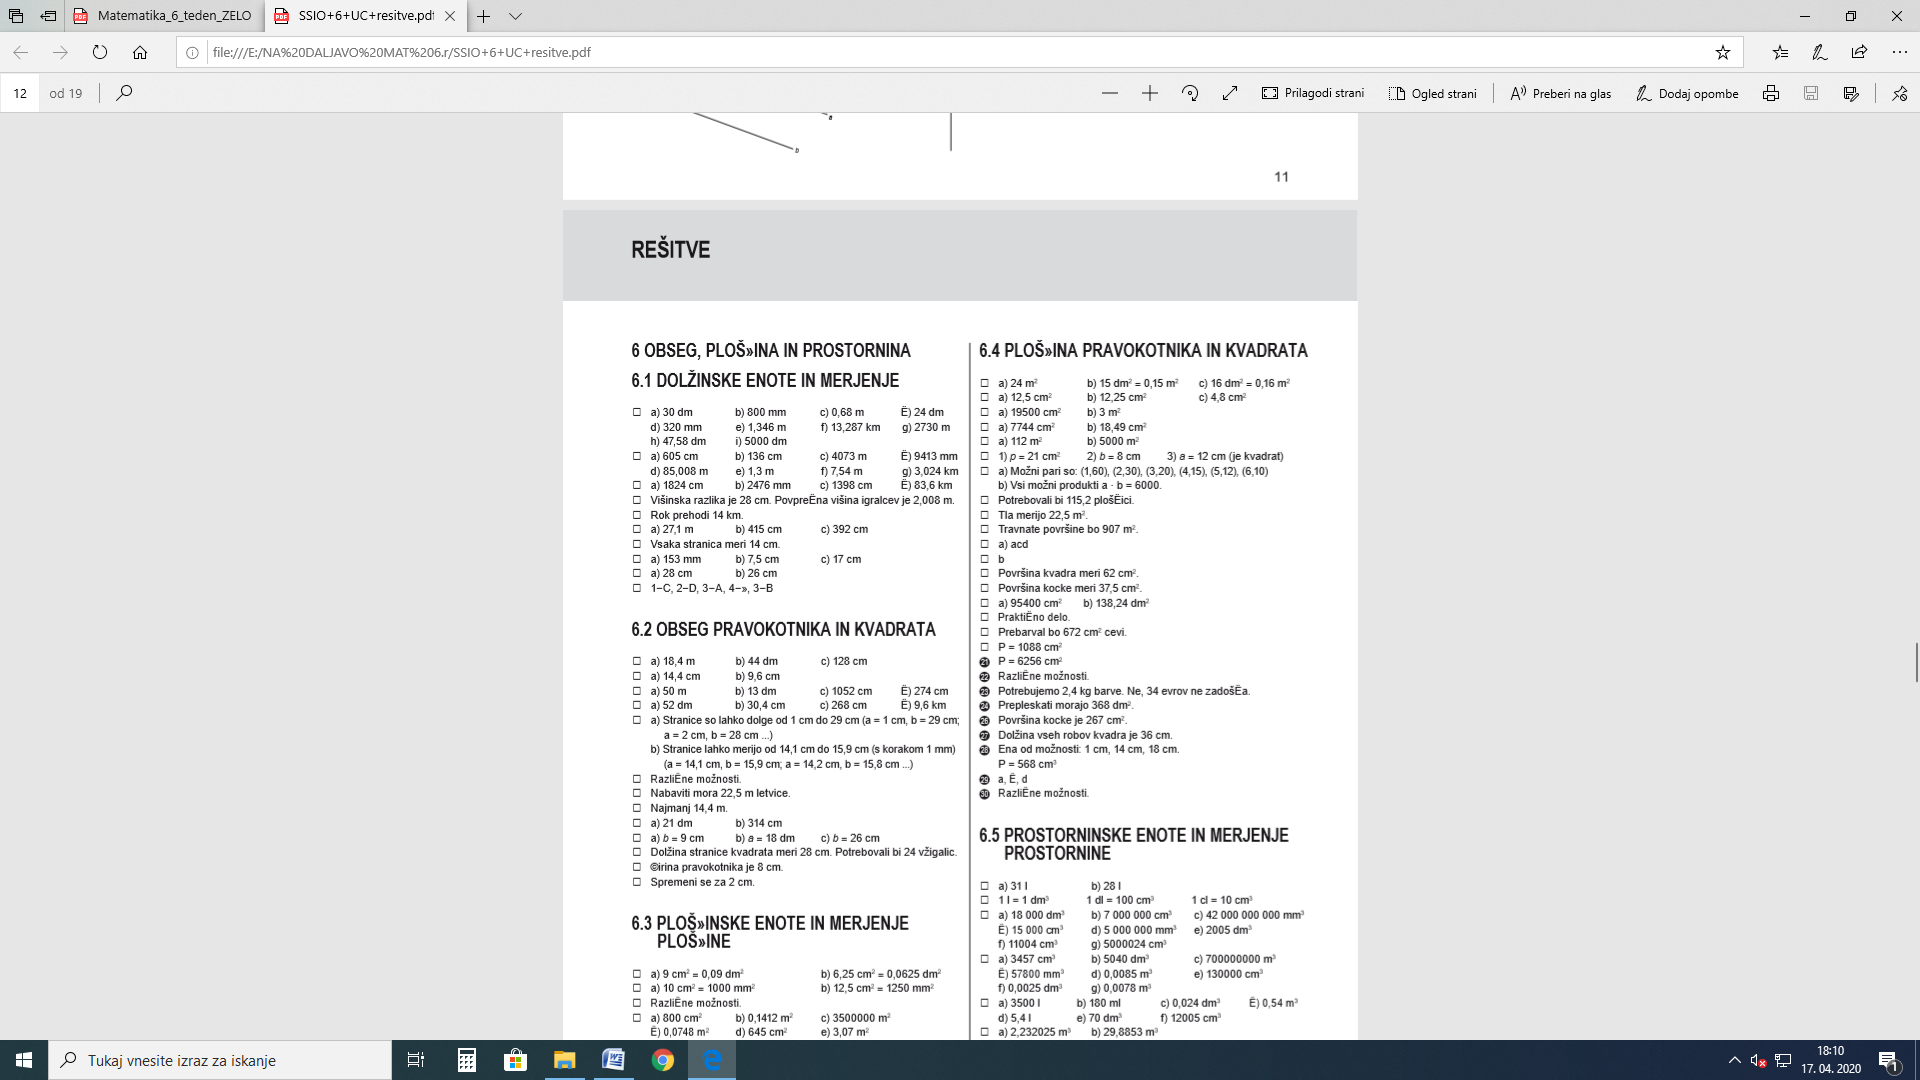 Matematika_6_teden_ZELO
SSIO+6+UC+resitve.pdf
file:///E:/NA%20DALJAVO%20MAT%206.r/SSIO+6+UC+resitve.pdf
12 od 19
Prilagodi strani
Ogled strani
Preberi na glas
Dodaj opombe
a
b
11
REŠITVE
6 OBSEG, PLOŠ»INA IN PROSTORNINA
6.1 DOLŽINSKE ENOTE IN MERJENJE
□ a) 30 dm b) 800 mm c) 0,68 m Ë) 24 dm
d) 320 mm e) 1,346 m f) 13,287 km g) 2730 m
h) 47,58 dm i) 5000 dm
□ a) 605 cm b) 136 cm c) 4073 m Ë) 9413 mm
d) 85,008 m e) 1,3 m f) 7,54 m g) 3,024 km
□ a) 1824 cm b) 2476 mm c) 1398 cm Ë) 83,6 km
□ Višinska razlika je 28 cm. PovpreËna višina igralcev je 2,008 m.
□ Rok prehodi 14 km.
□ a) 27,1 m b) 415 cm c) 392 cm
□ Vsaka stranica meri 14 cm.
□ a) 153 mm b) 7,5 cm c) 17 cm
□ a) 28 cm b) 26 cm
□ 1–C, 2–D, 3–A, 4–», 3–B
6.2 OBSEG PRAVOKOTNIKA IN KVADRATA
□ a) 18,4 m b) 44 dm c) 128 cm
□ a) 14,4 cm b) 9,6 cm
□ a) 50 m b) 13 dm c) 1052 cm Ë) 274 cm
□ a) 52 dm b) 30,4 cm c) 268 cm Ë) 9,6 km
□ a) Stranice so lahko dolge od 1 cm do 29 cm (a = 1 cm, b = 29 cm;
a = 2 cm, b = 28 cm ...)
b) Stranice lahko merijo od 14,1 cm do 15,9 cm (s korakom 1 mm)
(a = 14,1 cm, b = 15,9 cm; a = 14,2 cm, b = 15,8 cm ...)
□ RazliËne možnosti.
□ Nabaviti mora 22,5 m letvice.
□ Najmanj 14,4 m.
□ a) 21 dm b) 314 cm
□ a) b = 9 cm b) a = 18 dm c) b = 26 cm
□ Dolžina stranice kvadrata meri 28 cm. Potrebovali bi 24 vžigalic.
□ ©irina pravokotnika je 8 cm.
□ Spremeni se za 2 cm.
6.3 PLOŠ»INSKE ENOTE IN MERJENJE
PLOŠ»INE
□ a) 9 cm² = 0,09 dm² b) 6,25 cm² = 0,0625 dm²
□ a) 10 cm² = 1000 mm² b) 12,5 cm² = 1250 mm²
□ RazliËne možnosti.
□ a) 800 cm² b) 0,1412 m² c) 3500000 m²
Ë) 0,0748 m² d) 645 cm² e) 3,07 m²
6.4 PLOŠ»INA PRAVOKOTNIKA IN KVADRATA
□ a) 24 m² b) 15 dm² = 0,15 m² c) 16 dm² = 0,16 m²
□ a) 12,5 cm² b) 12,25 cm² c) 4,8 cm²
□ a) 19500 cm² b) 3 m²
□ a) 7744 cm² b) 18,49 cm²
□ a) 112 m² b) 5000 m²
□ 1) p = 21 cm² 2) b = 8 cm 3) a = 12 cm (je kvadrat)
□ a) Možni pari so: (1,60), (2,30), (3,20), (4,15), (5,12), (6,10)
b) Vsi možni produkti a · b = 6000.
□ Potrebovali bi 115,2 plošËici.
□ Tla merijo 22,5 m².
□ Travnate površine bo 907 m².
□ a) acd
□ b
□ Površina kvadra meri 62 cm².
□ Površina kocke meri 37,5 cm².
□ a) 95400 cm² b) 138,24 dm²
□ PraktiËno delo.
□ Prebarval bo 672 cm² cevi.
□ P = 1088 cm²
21 P = 6256 cm²
22 RazliËne možnosti.
23 Potrebujemo 2,4 kg barve. Ne, 34 evrov ne zadošËa.
24 Prepleskati morajo 368 dm².
26 Površina kocke je 267 cm².
27 Dolžina vseh robov kvadra je 36 cm.
28 Ena od možnosti: 1 cm, 14 cm, 18 cm.
P = 568 cm³
29 a, Ë, d
30 RazliËne možnosti.
6.5 PROSTORNINSKE ENOTE IN MERJENJE
PROSTORNINE
□ a) 31 l b) 28 l
□ 1 l = 1 dm³ 1 dl = 100 cm³ 1 cl = 10 cm³
□ a) 18 000 dm³ b) 7 000 000 cm³ c) 42 000 000 000 mm³
Ë) 15 000 cm³ d) 5 000 000 mm³ e) 2005 dm³
f) 11004 cm³ g) 5000024 cm³
□ a) 3457 cm³ b) 5040 dm³ c) 700000000 m³
Ë) 57800 mm³ d) 0,0085 m³ e) 130000 cm³
f) 0,0025 dm³ g) 0,0078 m³
□ a) 3500 l b) 180 ml c) 0,024 dm³ Ë) 0,54 m³
d) 5,4 l e) 70 dm³ f) 12005 cm³
□ a) 2,232025 m³ b) 29,8853 m³
Tukaj vnesite izraz za iskanje
18:10
17. 04. 2020
1